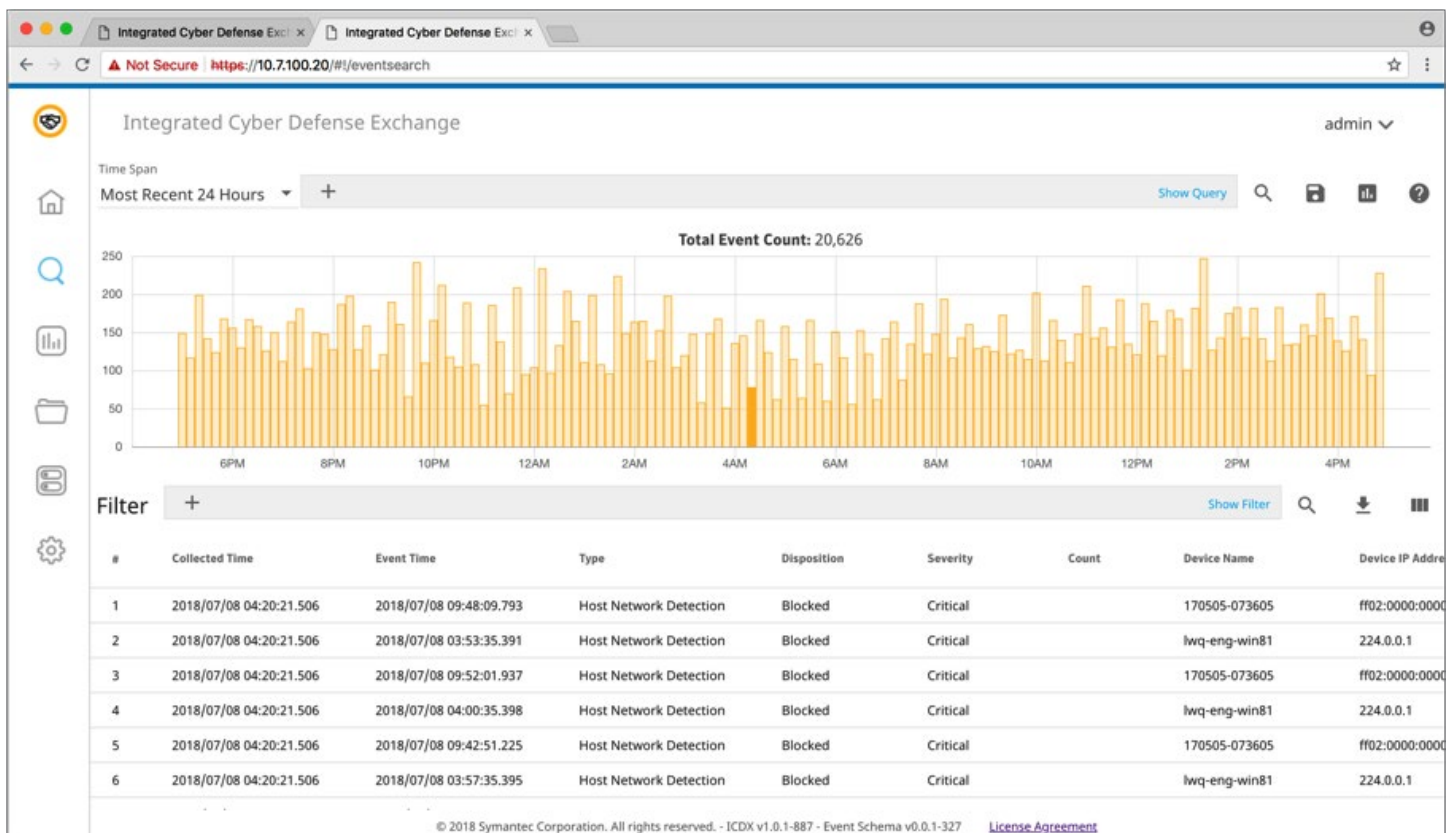 Integrated Cyber Defense Exc × Integrated Cyber Defense Exc ×
Not Secure https://10.7.100.20/#!/eventsearch
Integrated Cyber Defense Exchange admin
Time Span
Most Recent 24 Hours + Show Query
Total Event Count: 20,626
250
200
150
100
50
0
6PM 8PM 10PM 12AM 2AM 4AM 6AM 8AM 10AM 12PM 2PM 4PM
Filter + Show Filter
# Collected Time Event Time Type Disposition Severity Count Device Name Device IP Addre
1 2018/07/08 04:20:21.506 2018/07/08 09:48:09.793 Host Network Detection Blocked Critical 170505-073605 ff02:0000:0000
2 2018/07/08 04:20:21.506 2018/07/08 03:53:35.391 Host Network Detection Blocked Critical lwq-eng-win81 224.0.0.1
3 2018/07/08 04:20:21.506 2018/07/08 09:52:01.937 Host Network Detection Blocked Critical 170505-073605 ff02:0000:0000
4 2018/07/08 04:20:21.506 2018/07/08 04:00:35.398 Host Network Detection Blocked Critical lwq-eng-win81 224.0.0.1
5 2018/07/08 04:20:21.506 2018/07/08 09:42:51.225 Host Network Detection Blocked Critical 170505-073605 ff02:0000:0000
6 2018/07/08 04:20:21.506 2018/07/08 03:57:35.395 Host Network Detection Blocked Critical lwq-eng-win81 224.0.0.1
© 2018 Symantec Corporation. All rights reserved. - ICDX v1.0.1-887 - Event Schema v0.0.1-327 License Agreement